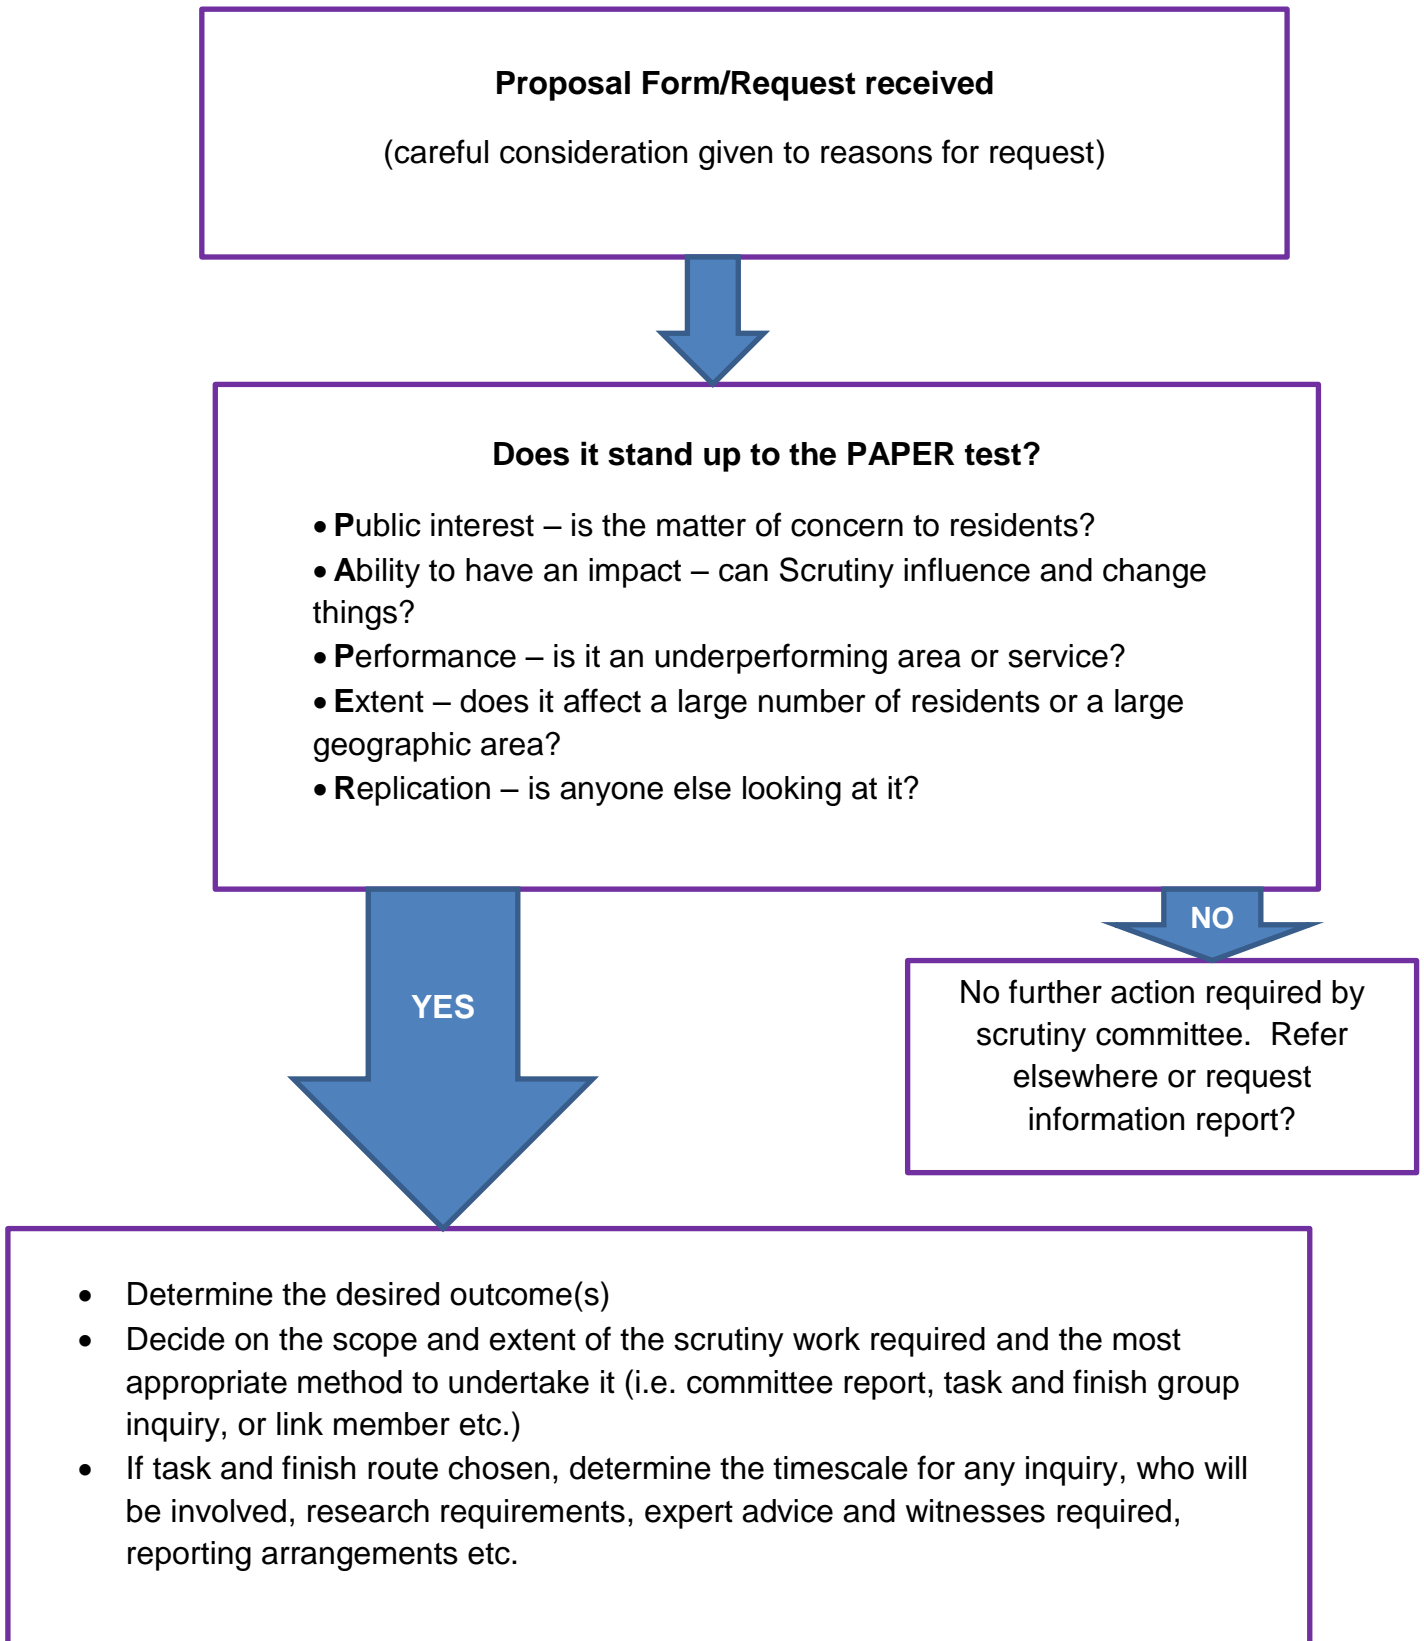 Proposal Form/Request received
(careful consideration given to reasons for request)
Does it stand up to the PAPER test?
• Public interest – is the matter of concern to residents?
• Ability to have an impact – can Scrutiny influence and change
things?
• Performance – is it an underperforming area or service?
• Extent – does it affect a large number of residents or a large
geographic area?
• Replication – is anyone else looking at it?
NO
No further action required by
scrutiny committee.  Refer
elsewhere or request
information report?
YES
• Determine the desired outcome(s)
• Decide on the scope and extent of the scrutiny work required and the most
appropriate method to undertake it (i.e. committee report, task and finish group
inquiry, or link member etc.)
• If task and finish route chosen, determine the timescale for any inquiry, who will
be involved, research requirements, expert advice and witnesses required,
reporting arrangements etc.